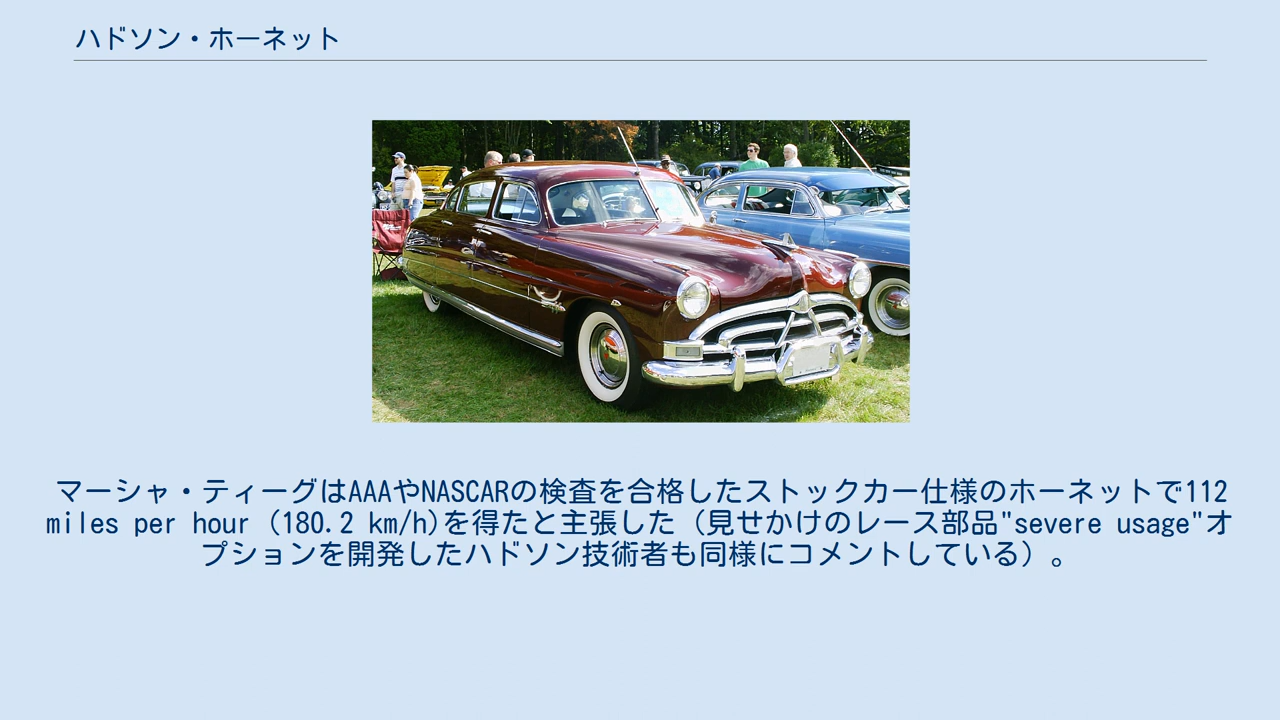 ハドソン・ホーネット
マーシャ・ティーグはAAAやNASCARの検査を合格したストックカー仕様のホーネットで112
miles per hour (180.2 km/h)を得たと主張した（見せかけのレース部品"severe usage"オ
プションを開発したハドソン技術者も同様にコメントしている）。